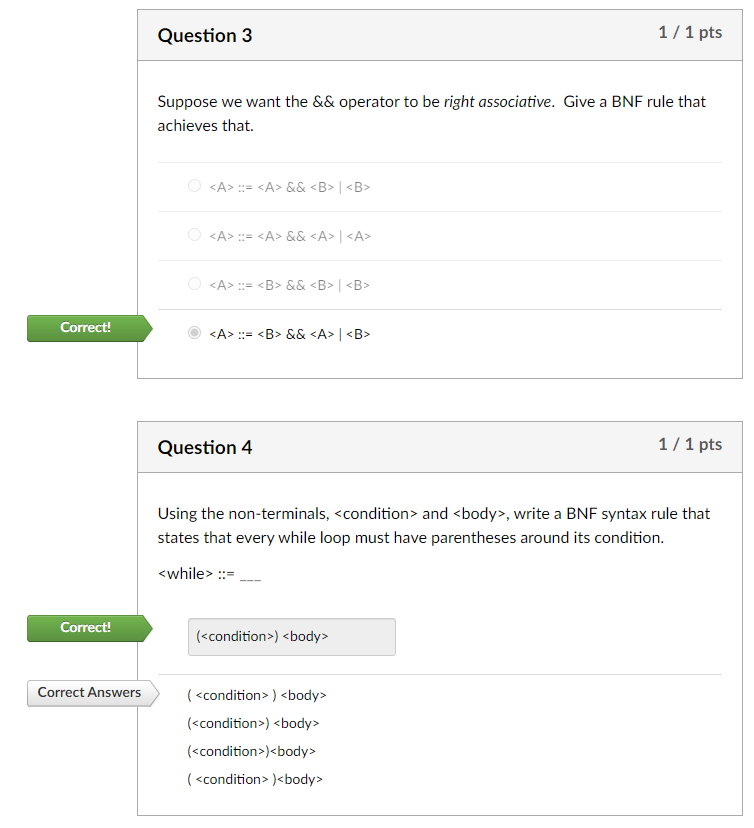 Question 3
1 / 1 pts
Suppose we want the && operator to be right associative. Give a BNF rule that
achieves that.
<A> ::= <A> && <B> | <B>
<A> ::= <A> && <A> | <A>
<A> ::= <B> && <B> | <B>
Correct!
<A> ::= <B> && <A> | <B>
Question 4
1 / 1 pts
Using the non-terminals, <condition> and <body>, write a BNF syntax rule that
states that every while loop must have parentheses around its condition.
<while> ::= ___
Correct!
(<condition>) <body>
Correct Answers
( <condition> ) <body>
(<condition>) <body>
(<condition>)<body>
( <condition> )<body>